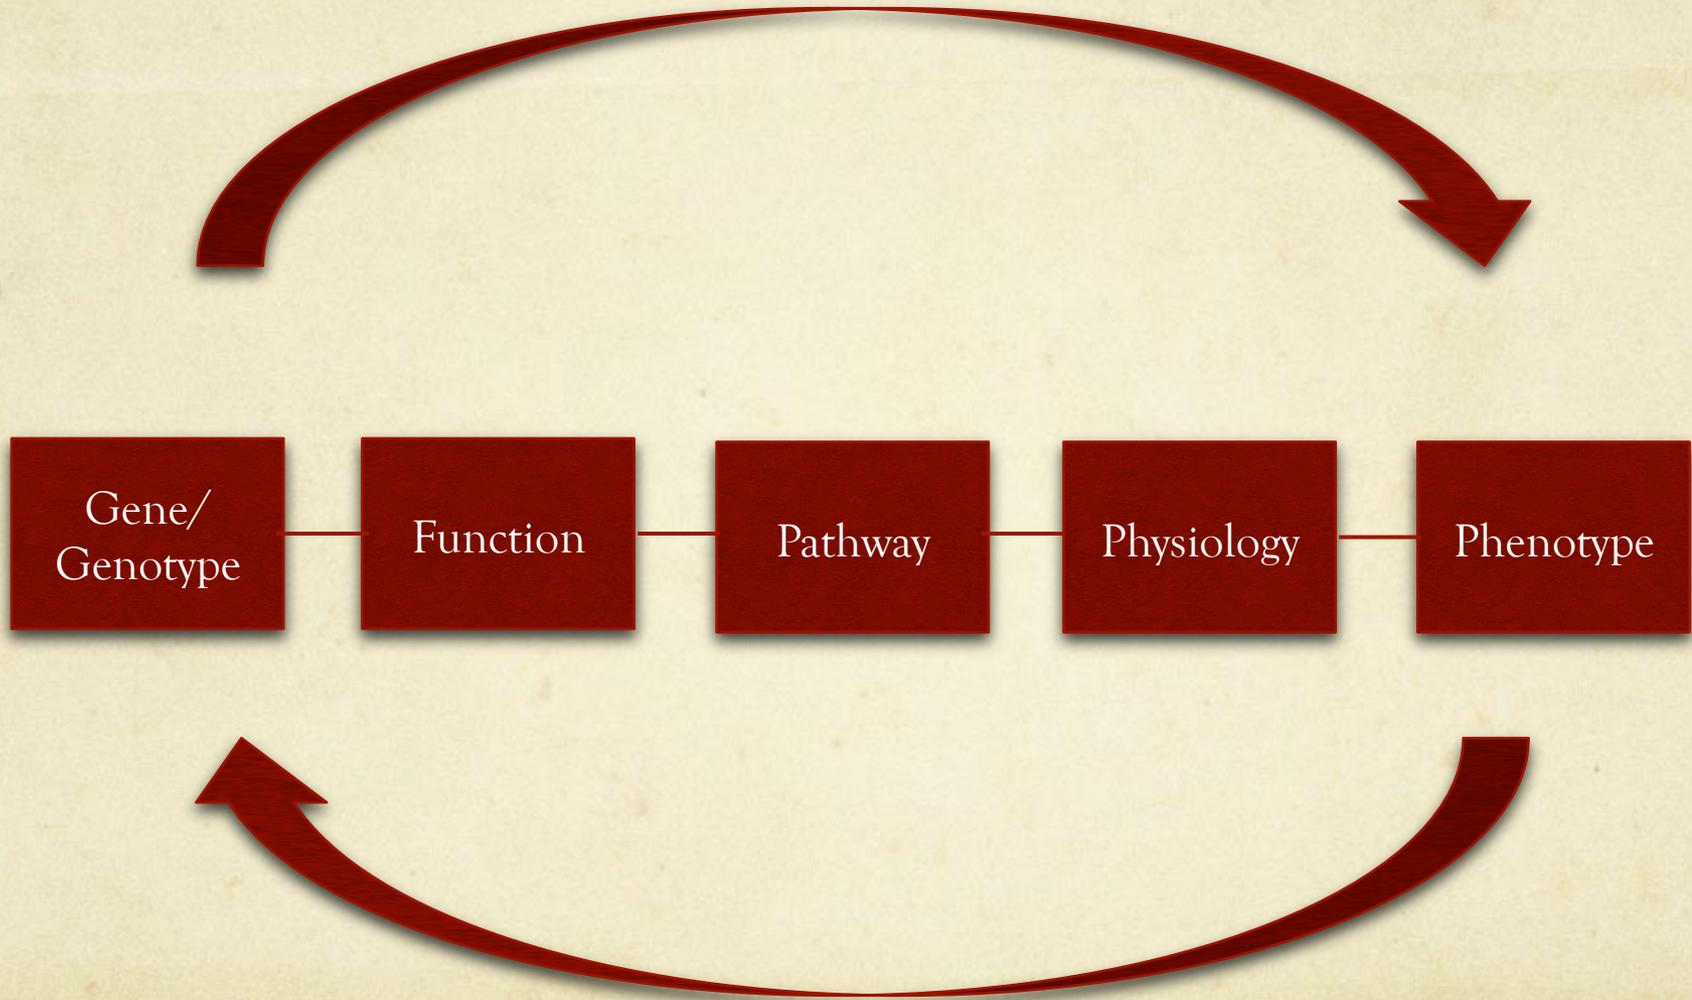 Gene/
Genotype
Function
Pathway
Physiology
Phenotype